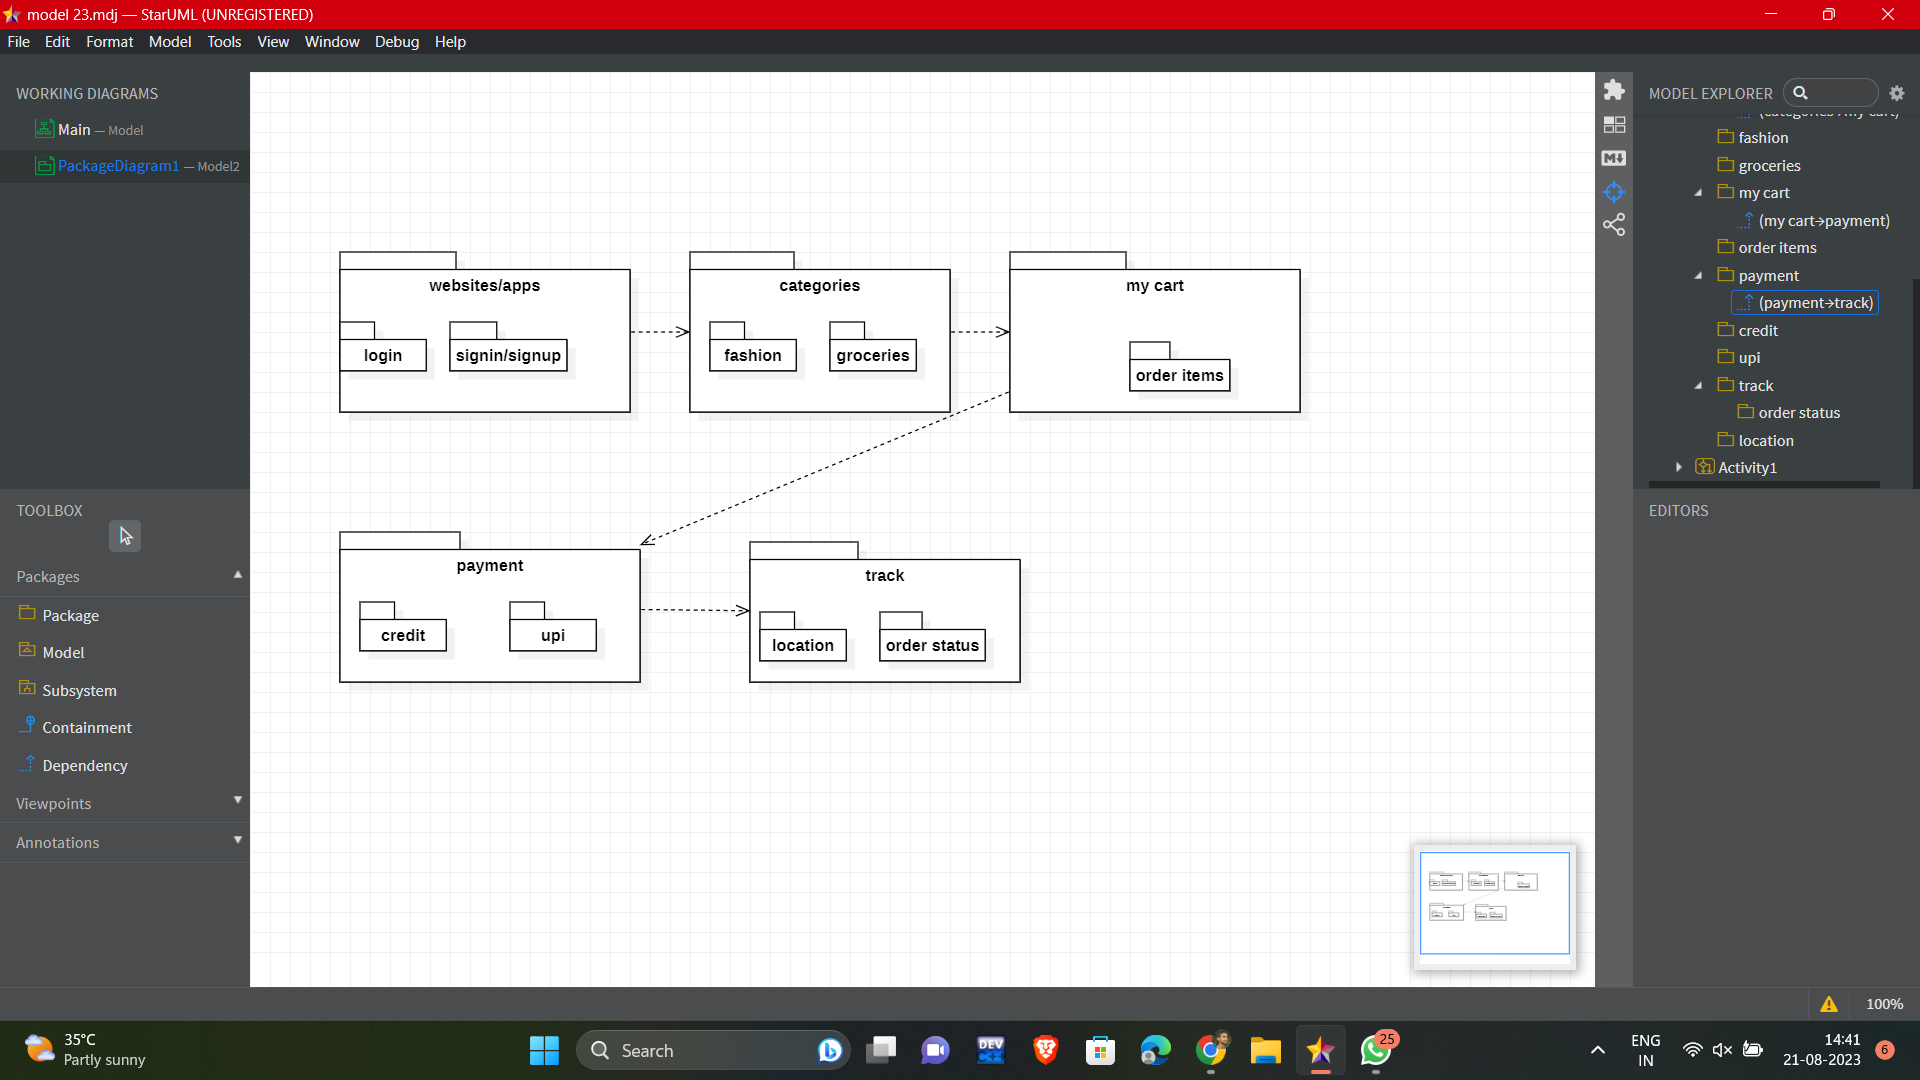 model 23.mdj — StarUML (UNREGISTERED)
File Edit Format Model Tools View Window Debug Help
WORKING DIAGRAMS
Main — Model
PackageDiagram1 — Model2
TOOLBOX
Packages
Package
Model
Subsystem
Containment
Dependency
Viewpoints
Annotations
websites/apps
login
signin/signup
categories
fashion
groceries
my cart
order items
payment
credit
upi
track
location
order status
MODEL EXPLORER
(categories→my cart)
fashion
groceries
my cart
(my cart→payment)
order items
payment
(payment→track)
credit
upi
track
order status
location
Activity1
EDITORS
100%
35°C
Partly sunny
Search
DEV
C++
25
ENG
IN
14:41
21-08-2023
6